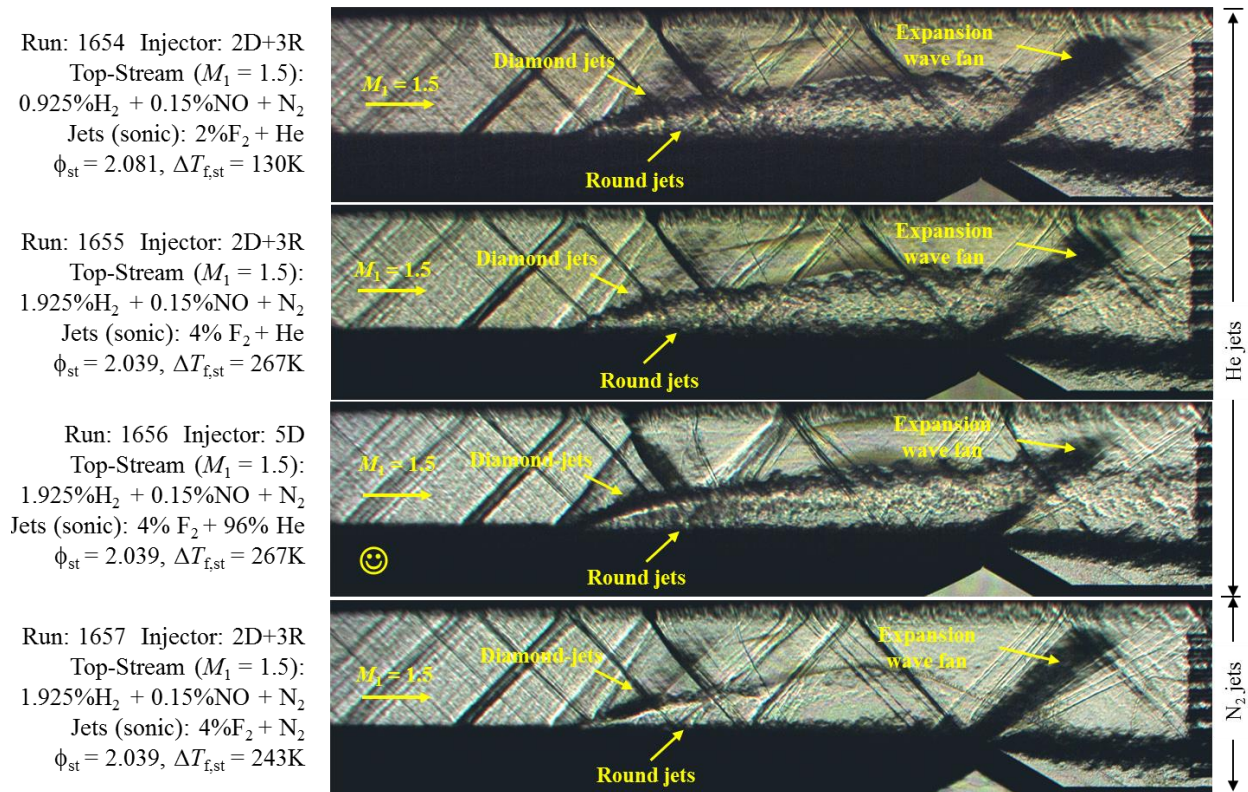 Run: 1654 Injector: 2D+3R
Top-Stream (M₁ = 1.5):
0.925%H₂ + 0.15%NO + N₂
Jets (sonic): 2%F₂ + He
ϕst = 2.081, ΔTf,st = 130K
M₁ = 1.5
Diamond jets
Round jets
Expansion
wave fan
Run: 1655 Injector: 2D+3R
Top-Stream (M₁ = 1.5):
1.925%H₂ + 0.15%NO + N₂
Jets (sonic): 4% F₂ + He
ϕst = 2.039, ΔTf,st = 267K
M₁ = 1.5
Diamond jets
Round jets
Expansion
wave fan
Run: 1656 Injector: 5D
Top-Stream (M₁ = 1.5):
1.925%H₂ + 0.15%NO + N₂
Jets (sonic): 4% F₂ + 96% He
ϕst = 2.039, ΔTf,st = 267K
M₁ = 1.5
Diamond-jets
Round jets
Expansion
wave fan
Run: 1657 Injector: 2D+3R
Top-Stream (M₁ = 1.5):
1.925%H₂ + 0.15%NO + N₂
Jets (sonic): 4%F₂ + N₂
ϕst = 2.039, ΔTf,st = 243K
M₁ = 1.5
Diamond-jets
Round jets
Expansion
wave fan
He jets
N₂ jets